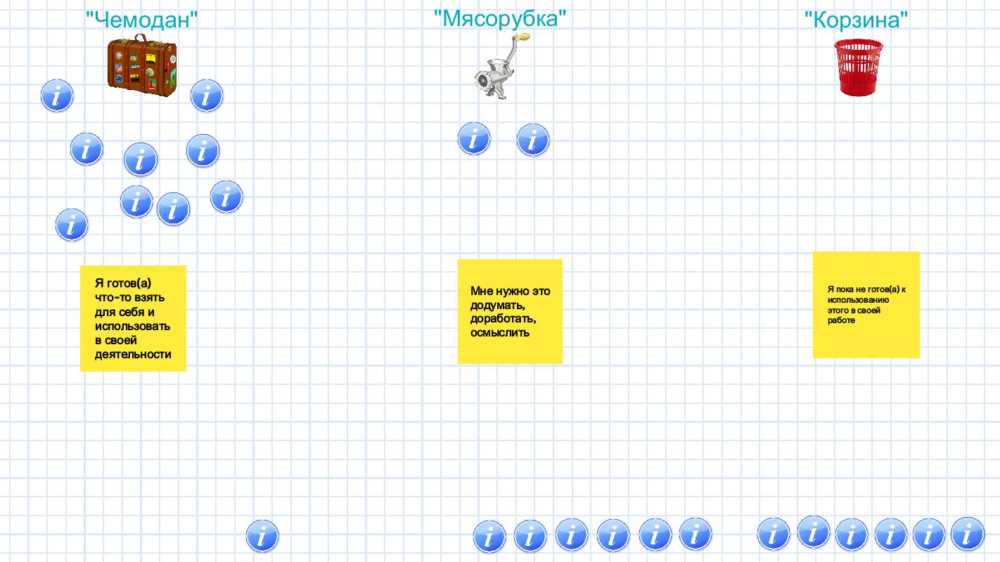 "Чемодан"
"Мясорубка"
"Корзина"
Я готов(а)
что-то взять
для себя и
использовать
в своей
деятельности
Мне нужно это
додумать,
доработать,
осмыслить
Я пока не готов(а) к
использованию
этого в своей
работе